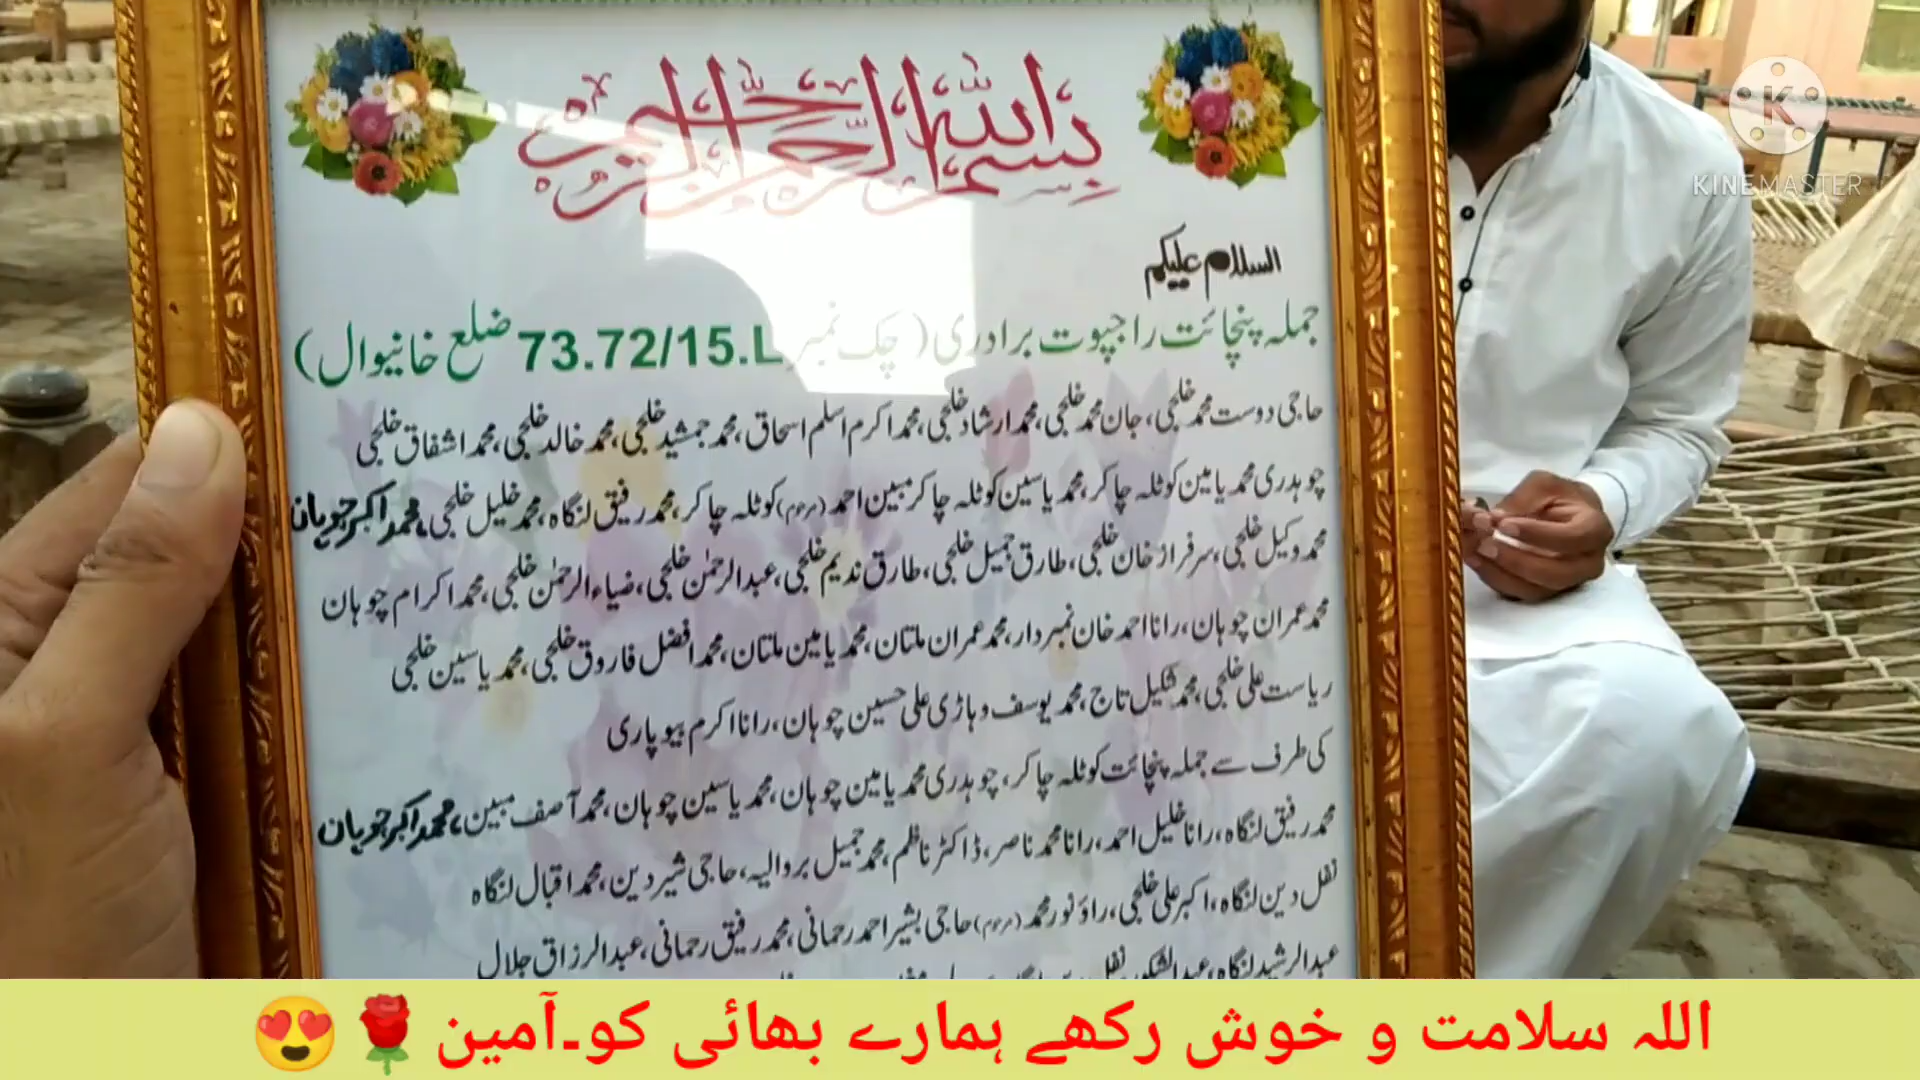 بسم اللہ الرحمن الرحیم
KINEMASTER
السلام علیکم
جملہ پنچائت راجپوت برادری (چک نمبر 73.72/15.L ضلع خانیوال)
حاجی دوست محمد خلجی، جان محمد خلجی، محمد ارشاد خلجی، محمد اکرم اسلم اسحاق، محمد جمشید خلجی، محمد خالد خلجی، محمد اشفاق خلجی
چوہدری محمد یامین کوٹلہ چاکر، محمد یاسین کوٹلہ چاکر مبین احمد (مرحوم) کوٹلہ چاکر، محمد رفیق لنگاہ، محمد خلیل خلجی، محمد اکبر چوہان
محمد وکیل خلجی، سرفراز خان خلجی، طارق جمیل خلجی، طارق ندیم خلجی، عبدالرحمٰن خلجی، ضیاءالرحمٰن خلجی، محمد اکرام چوہان
محمد عمران چوہان، رانا احمد خان نمبردار، محمد عمران ملتان، محمد یامین ملتان، محمد افضل فاروق خلجی، محمد یاسین خلجی
ریاست علی خلجی، محمد شکیل تاج، محمد یوسف وہاڑی علی حسین چوہان، رانا اکرم بیوپاری
کی طرف سے جملہ پنچائت کوٹلہ چاکر، چوہدری محمد یامین چوہان، محمد یاسین چوہان، محمد آصف مبین، محمد اکبر چوہان
محمد رفیق لنگاہ، رانا خلیل احمد، رانا محمد ناصر، ڈاکٹر ناظم، محمد جمیل بردالیہ، حاجی شیر دین، محمد اقبال لنگاہ
نفل دین لنگاہ، اکبر علی خلجی، راؤ نور محمد (مرحوم) حاجی بشیر احمد رحمانی، محمد رفیق رحمانی، عبدالرزاق جلال
عبدالرشید لنگاہ، عبدالشکور
اللہ سلامت و خوش رکھے ہمارے بھائی کو۔آمین 🌹😍